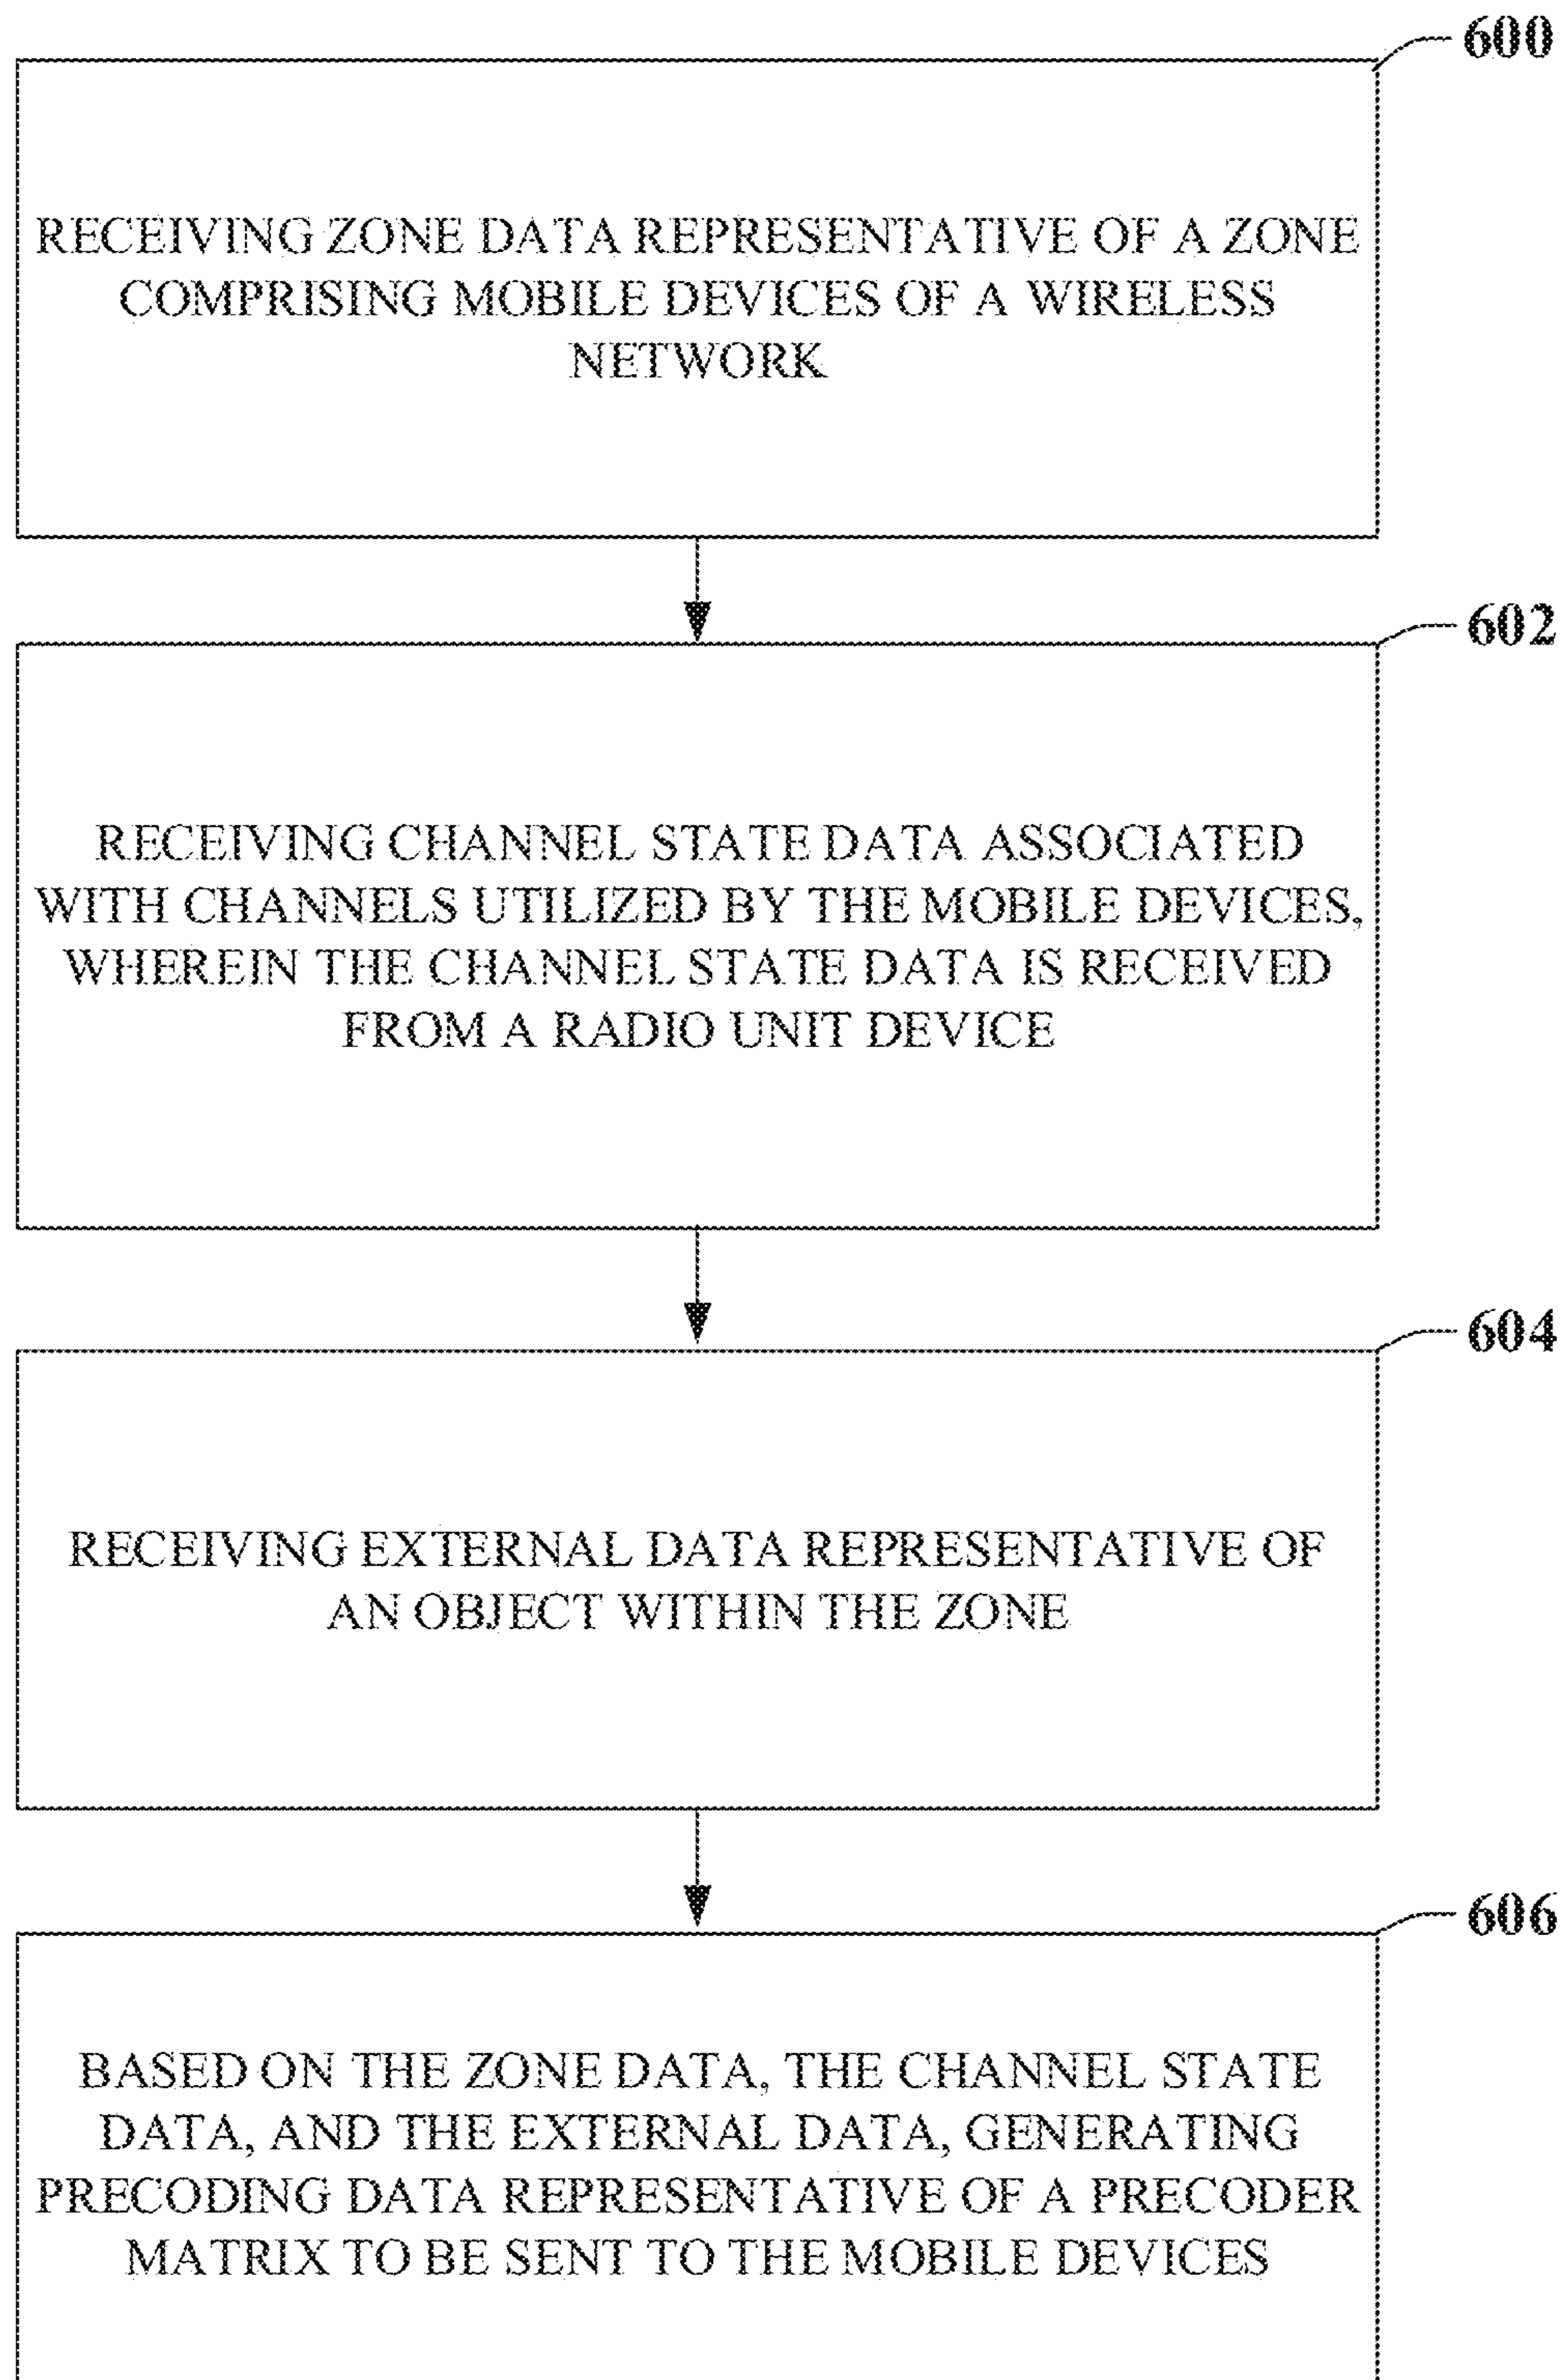 600
RECEIVING ZONE DATA REPRESENTATIVE OF A ZONE
COMPRISING MOBILE DEVICES OF A WIRELESS
NETWORK
602
RECEIVING CHANNEL STATE DATA ASSOCIATED
WITH CHANNELS UTILIZED BY THE MOBILE DEVICES,
WHEREIN THE CHANNEL STATE DATA IS RECEIVED
FROM A RADIO UNIT DEVICE
604
RECEIVING EXTERNAL DATA REPRESENTATIVE OF
AN OBJECT WITHIN THE ZONE
606
BASED ON THE ZONE DATA, THE CHANNEL STATE
DATA, AND THE EXTERNAL DATA, GENERATING
PRECODING DATA REPRESENTATIVE OF A PRECODER
MATRIX TO BE SENT TO THE MOBILE DEVICES